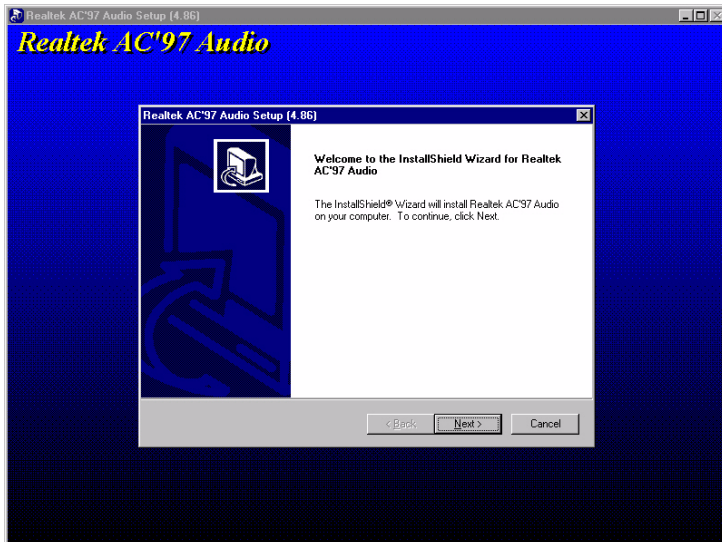 Realtek AC'97 Audio Setup (4.86)
Realtek AC'97 Audio
Realtek AC'97 Audio Setup (4.86)
Welcome to the InstallShield Wizard for Realtek
AC'97 Audio
The InstallShield® Wizard will install Realtek AC'97 Audio
on your computer. To continue, click Next.
< Back
Next >
Cancel